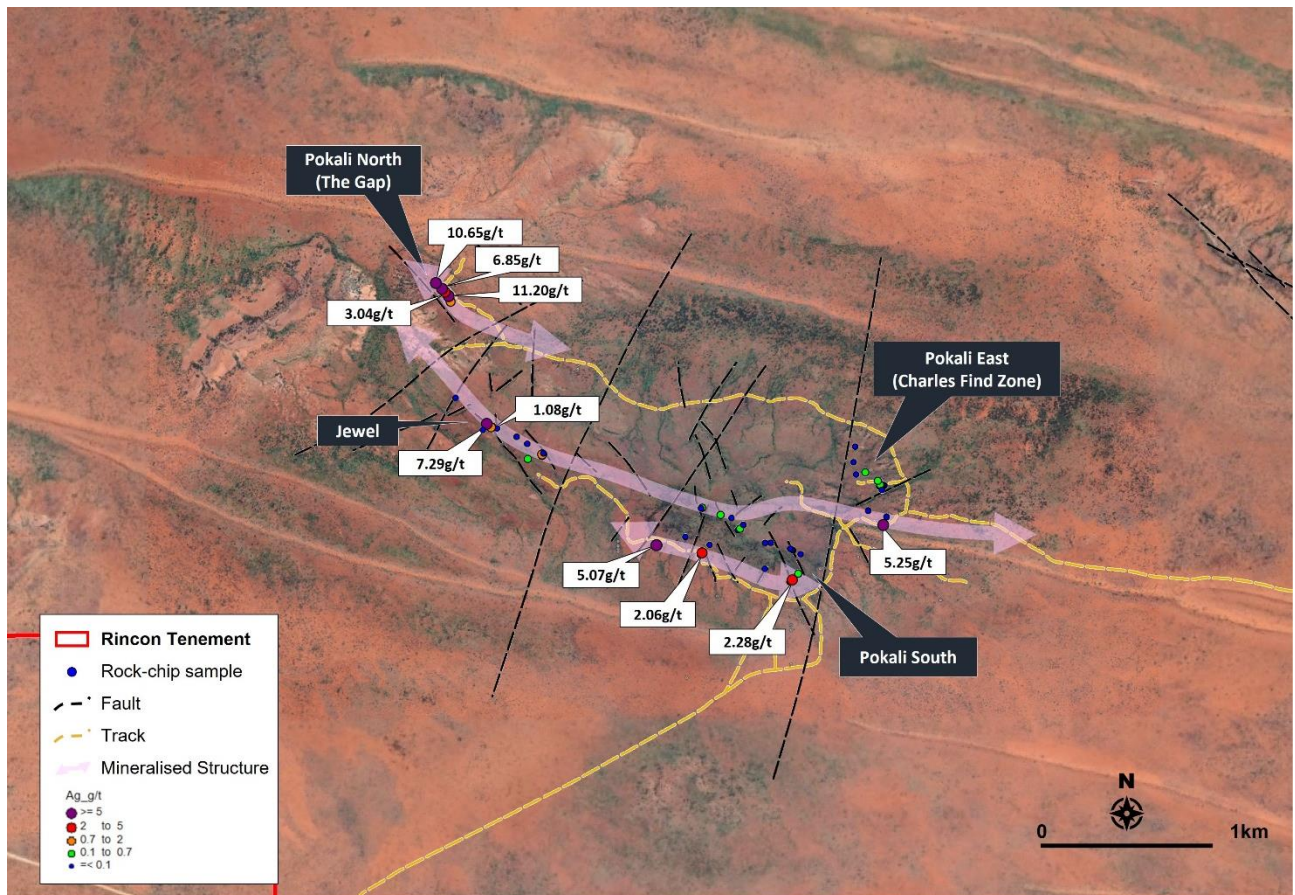 Pokali North
(The Gap)
10.65g/t
6.85g/t
11.20g/t
3.04g/t
Pokali East
(Charles Find Zone)
1.08g/t
Jewel
7.29g/t
5.25g/t
5.07g/t
2.06g/t
2.28g/t
Pokali South
Rincon Tenement
Rock-chip sample
Fault
Track
Mineralised Structure
Ag_g/t
>= 5
2 to 5
0.7 to 2
0.1 to 0.7
=< 0.1
N
0 1km